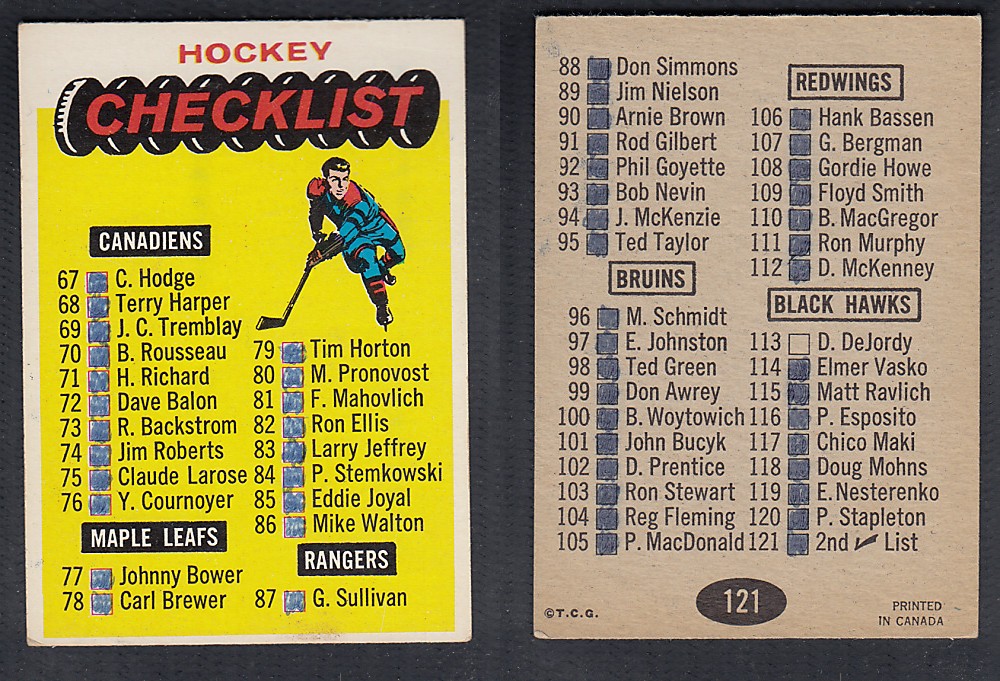 HOCKEY
CHECKLIST
CANADIENS
67 C. Hodge
68 Terry Harper
69 J. C. Tremblay
70 B. Rousseau
71 H. Richard
72 Dave Balon
73 R. Backstrom
74 Jim Roberts
75 Claude Larose
76 Y. Cournoyer
MAPLE LEAFS
77 Johnny Bower
78 Carl Brewer
79 Tim Horton
80 M. Pronovost
81 F. Mahovlich
82 Ron Ellis
83 Larry Jeffrey
84 P. Stemkowski
85 Eddie Joyal
86 Mike Walton
RANGERS
87 G. Sullivan
88 Don Simmons
89 Jim Nielson
90 Arnie Brown
91 Rod Gilbert
92 Phil Goyette
93 Bob Nevin
94 J. McKenzie
95 Ted Taylor
BRUINS
96 M. Schmidt
97 E. Johnston
98 Ted Green
99 Don Awrey
100 B. Woytowich
101 John Bucyk
102 D. Prentice
103 Ron Stewart
104 Reg Fleming
105 P. MacDonald
REDWINGS
106 Hank Bassen
107 G. Bergman
108 Gordie Howe
109 Floyd Smith
110 B. MacGregor
111 Ron Murphy
112 D. McKenney
BLACK HAWKS
113 D. DeJordy
114 Elmer Vasko
115 Matt Ravlich
116 P. Esposito
117 Chico Maki
118 Doug Mohns
119 E. Nesterenko
120 P. Stapleton
121 2nd ✓ List
121
©T.C.G.
PRINTED
IN CANADA